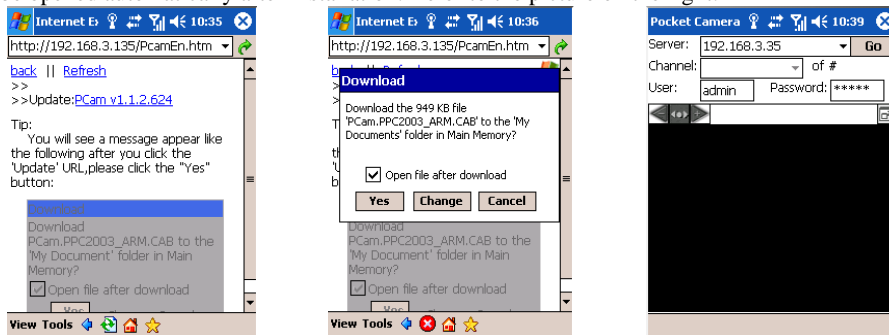 Internet Ex 10:35
http://192.168.3.135/PcamEn.htm
back || Refresh
>>
>>Update:PCam v1.1.2.624
Tip:
You will see a message appear like
the following after you click the
'Update' URL,please click the "Yes"
button:
Download
Download
PCam.PPC2003_ARM.CAB to the
'My Document' folder in Main
Memory?
Open file after download
Yes
View Tools
Internet Ex 10:36
http://192.168.3.135/PcamEn.htm
Download
Download the 949 KB file
'PCam.PPC2003_ARM.CAB' to the 'My
Documents' folder in Main Memory?
Open file after download
Yes Change Cancel
Download
PCam.PPC2003_ARM.CAB to the
'My Document' folder in Main
Memory?
Open file after download
Yes
View Tools
Pocket Camera 10:39
Server: 192.168.3.35 Go
Channel: of #
User: admin Password: *****